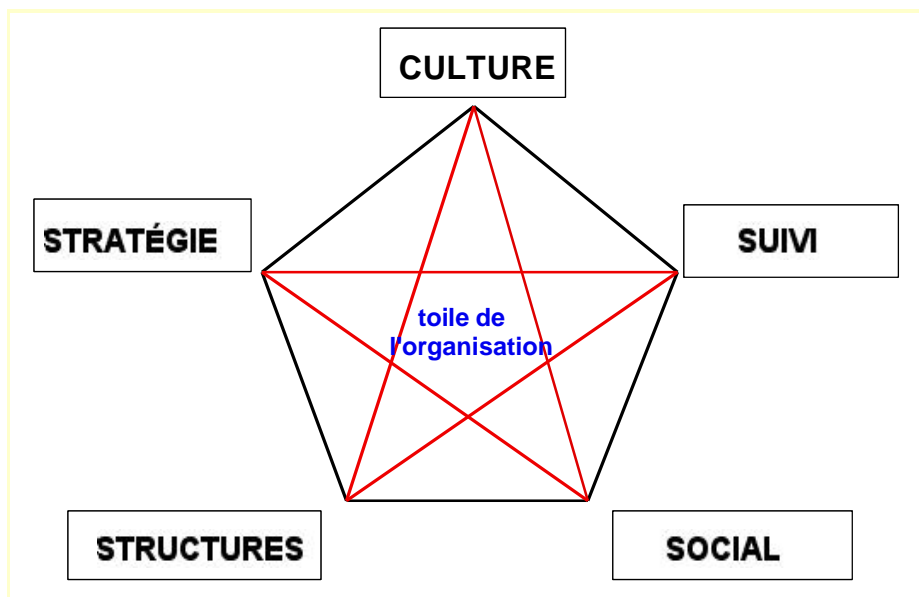 CULTURE
STRATÉGIE
SUIVI
toile de
l'organisation
STRUCTURES
SOCIAL